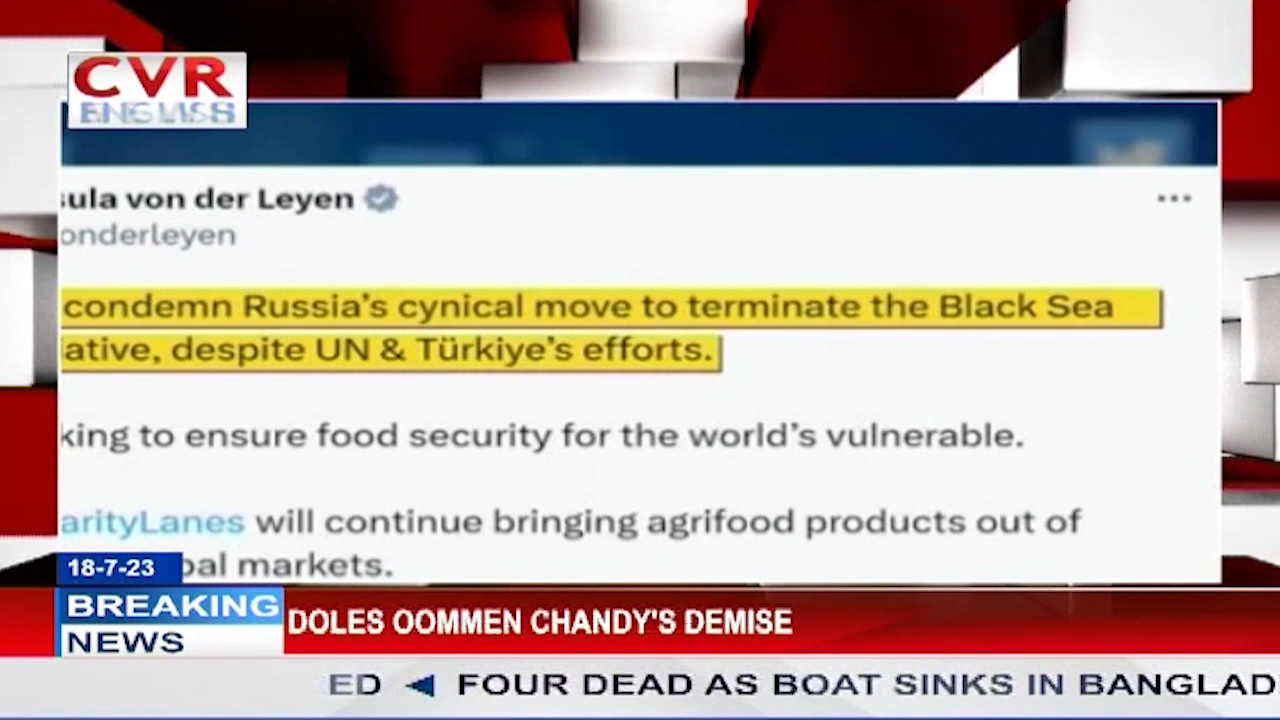 CVR
ENGLISH
sula von der Leyen
onderleyen
condemn Russia's cynical move to terminate the Black Sea
ative, despite UN & Türkiye's efforts.
king to ensure food security for the world's vulnerable.
arityLanes will continue bringing agrifood products out of
bal markets.
18-7-23
BREAKING
NEWS
DOLES OOMMEN CHANDY'S DEMISE
ED ◀ FOUR DEAD AS BOAT SINKS IN BANGLAD